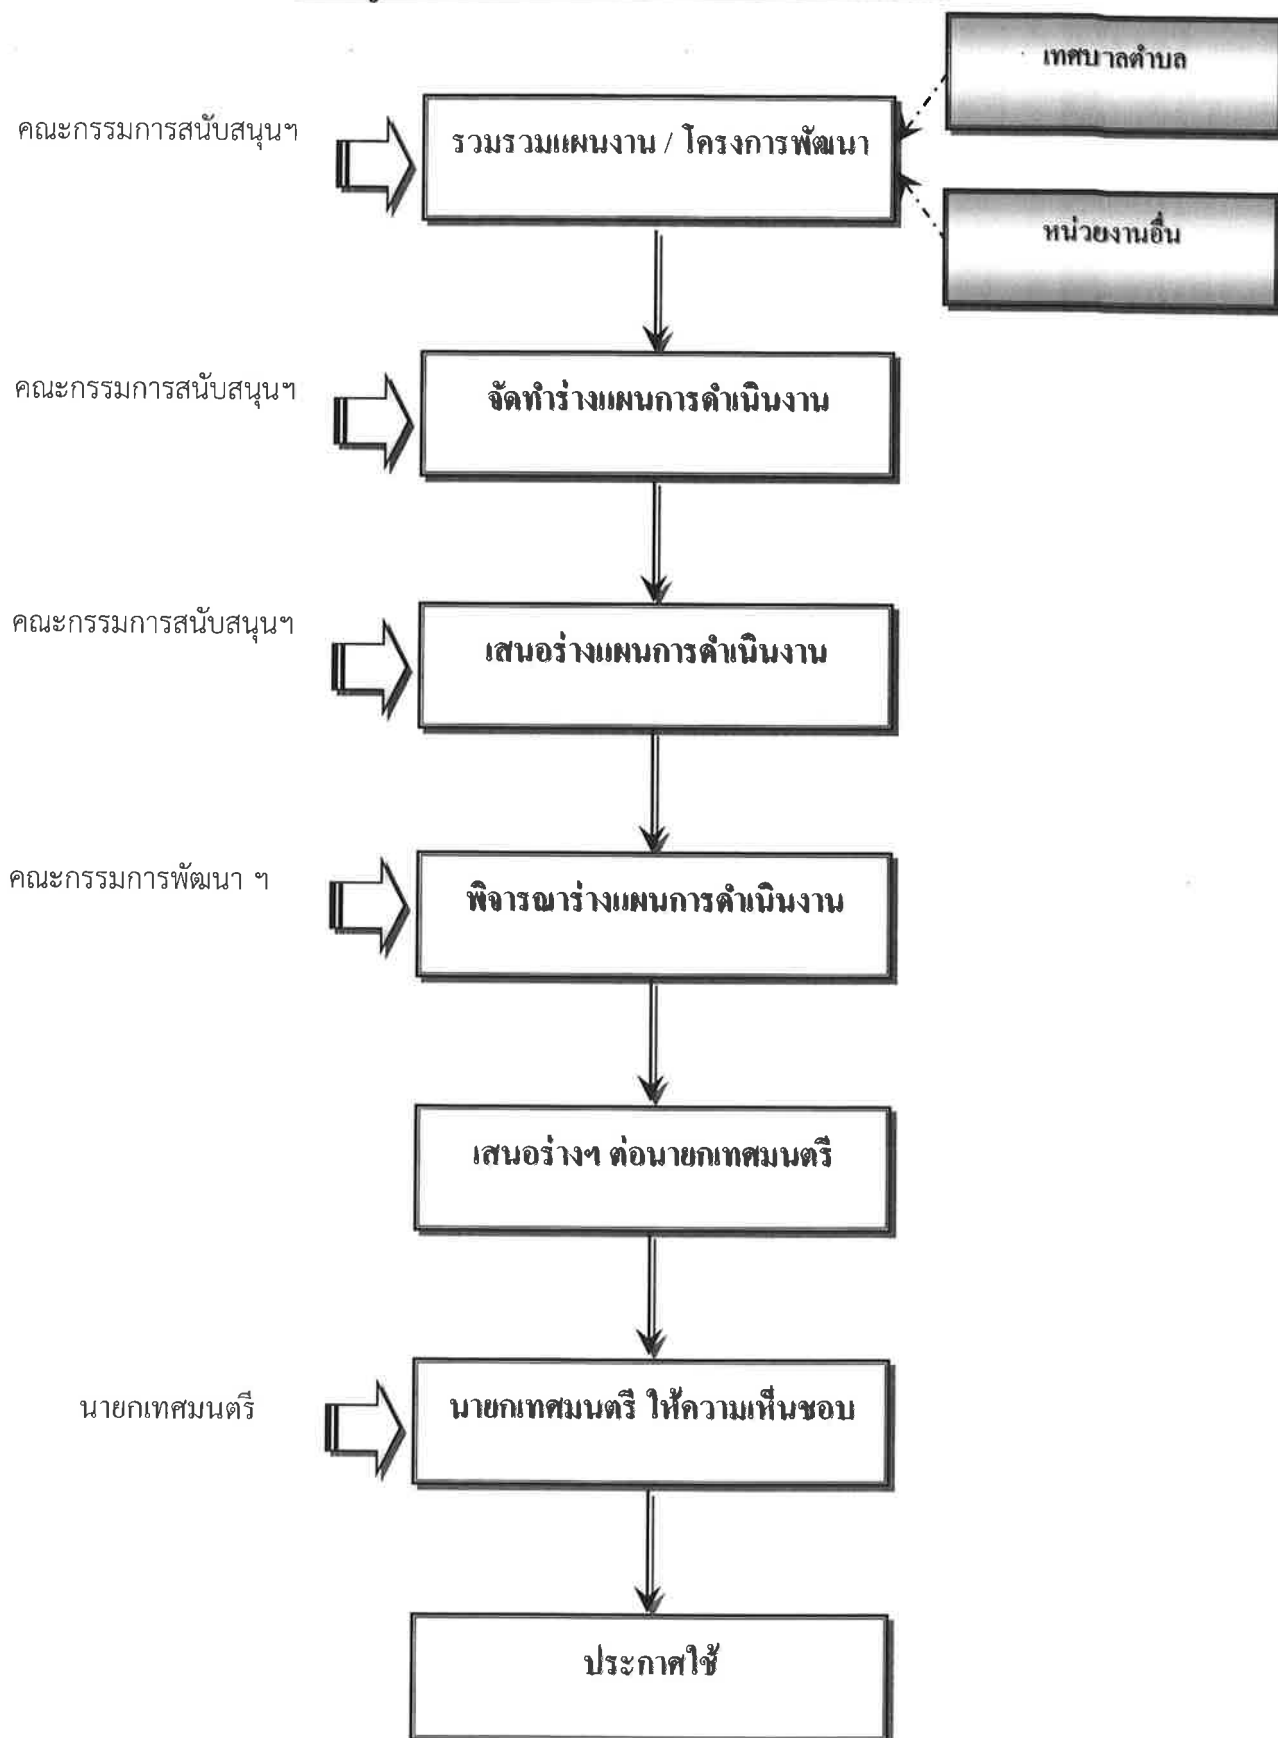 เทศบาลตำบล
คณะกรรมการสนับสนุนฯ
รวมรวมแผนงาน / โครงการพัฒนา
หน่วยงานอื่น
คณะกรรมการสนับสนุนฯ
จัดทำร่างแผนการดำเนินงาน
คณะกรรมการสนับสนุนฯ
เสนอร่างแผนการดำเนินงาน
คณะกรรมการพัฒนา ฯ
พิจารณาร่างแผนการดำเนินงาน
เสนอร่างฯ ต่อนายกเทศมนตรี
นายกเทศมนตรี
นายกเทศมนตรี ให้ความเห็นชอบ
ประกาศใช้